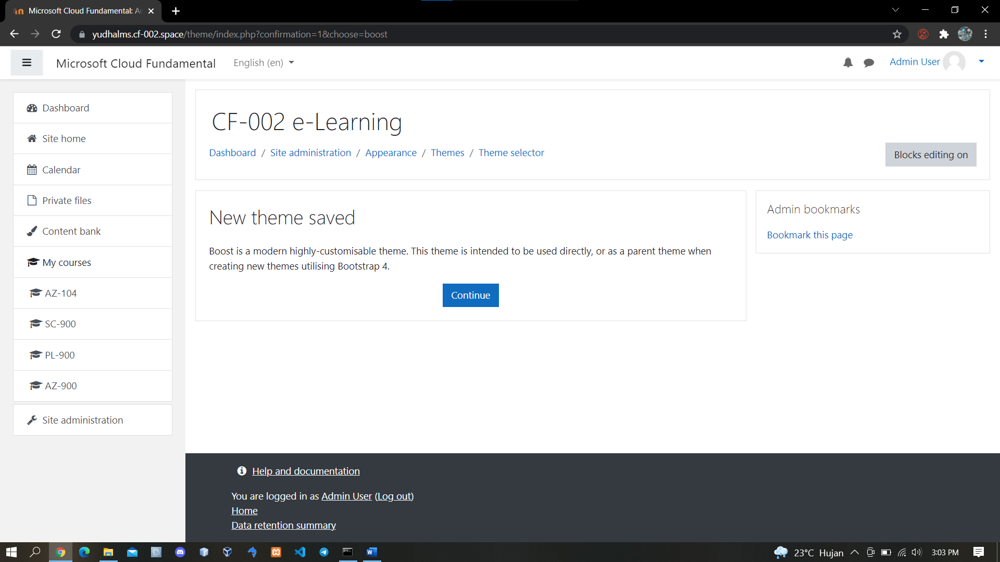 Microsoft Cloud Fundamental: Ac
yudhalms.cf-002.space/theme/index.php?confirmation=1&choose=boost
Microsoft Cloud Fundamental English (en)
Admin User
Dashboard
Site home
Calendar
Private files
Content bank
My courses
AZ-104
SC-900
PL-900
AZ-900
Site administration
CF-002 e-Learning
Dashboard / Site administration / Appearance / Themes / Theme selector
Blocks editing on
New theme saved
Boost is a modern highly-customisable theme. This theme is intended to be used directly, or as a parent theme when
creating new themes utilising Bootstrap 4.
Continue
Admin bookmarks
Bookmark this page
Help and documentation
You are logged in as Admin User (Log out)
Home
Data retention summary
23°C Hujan
3:03 PM